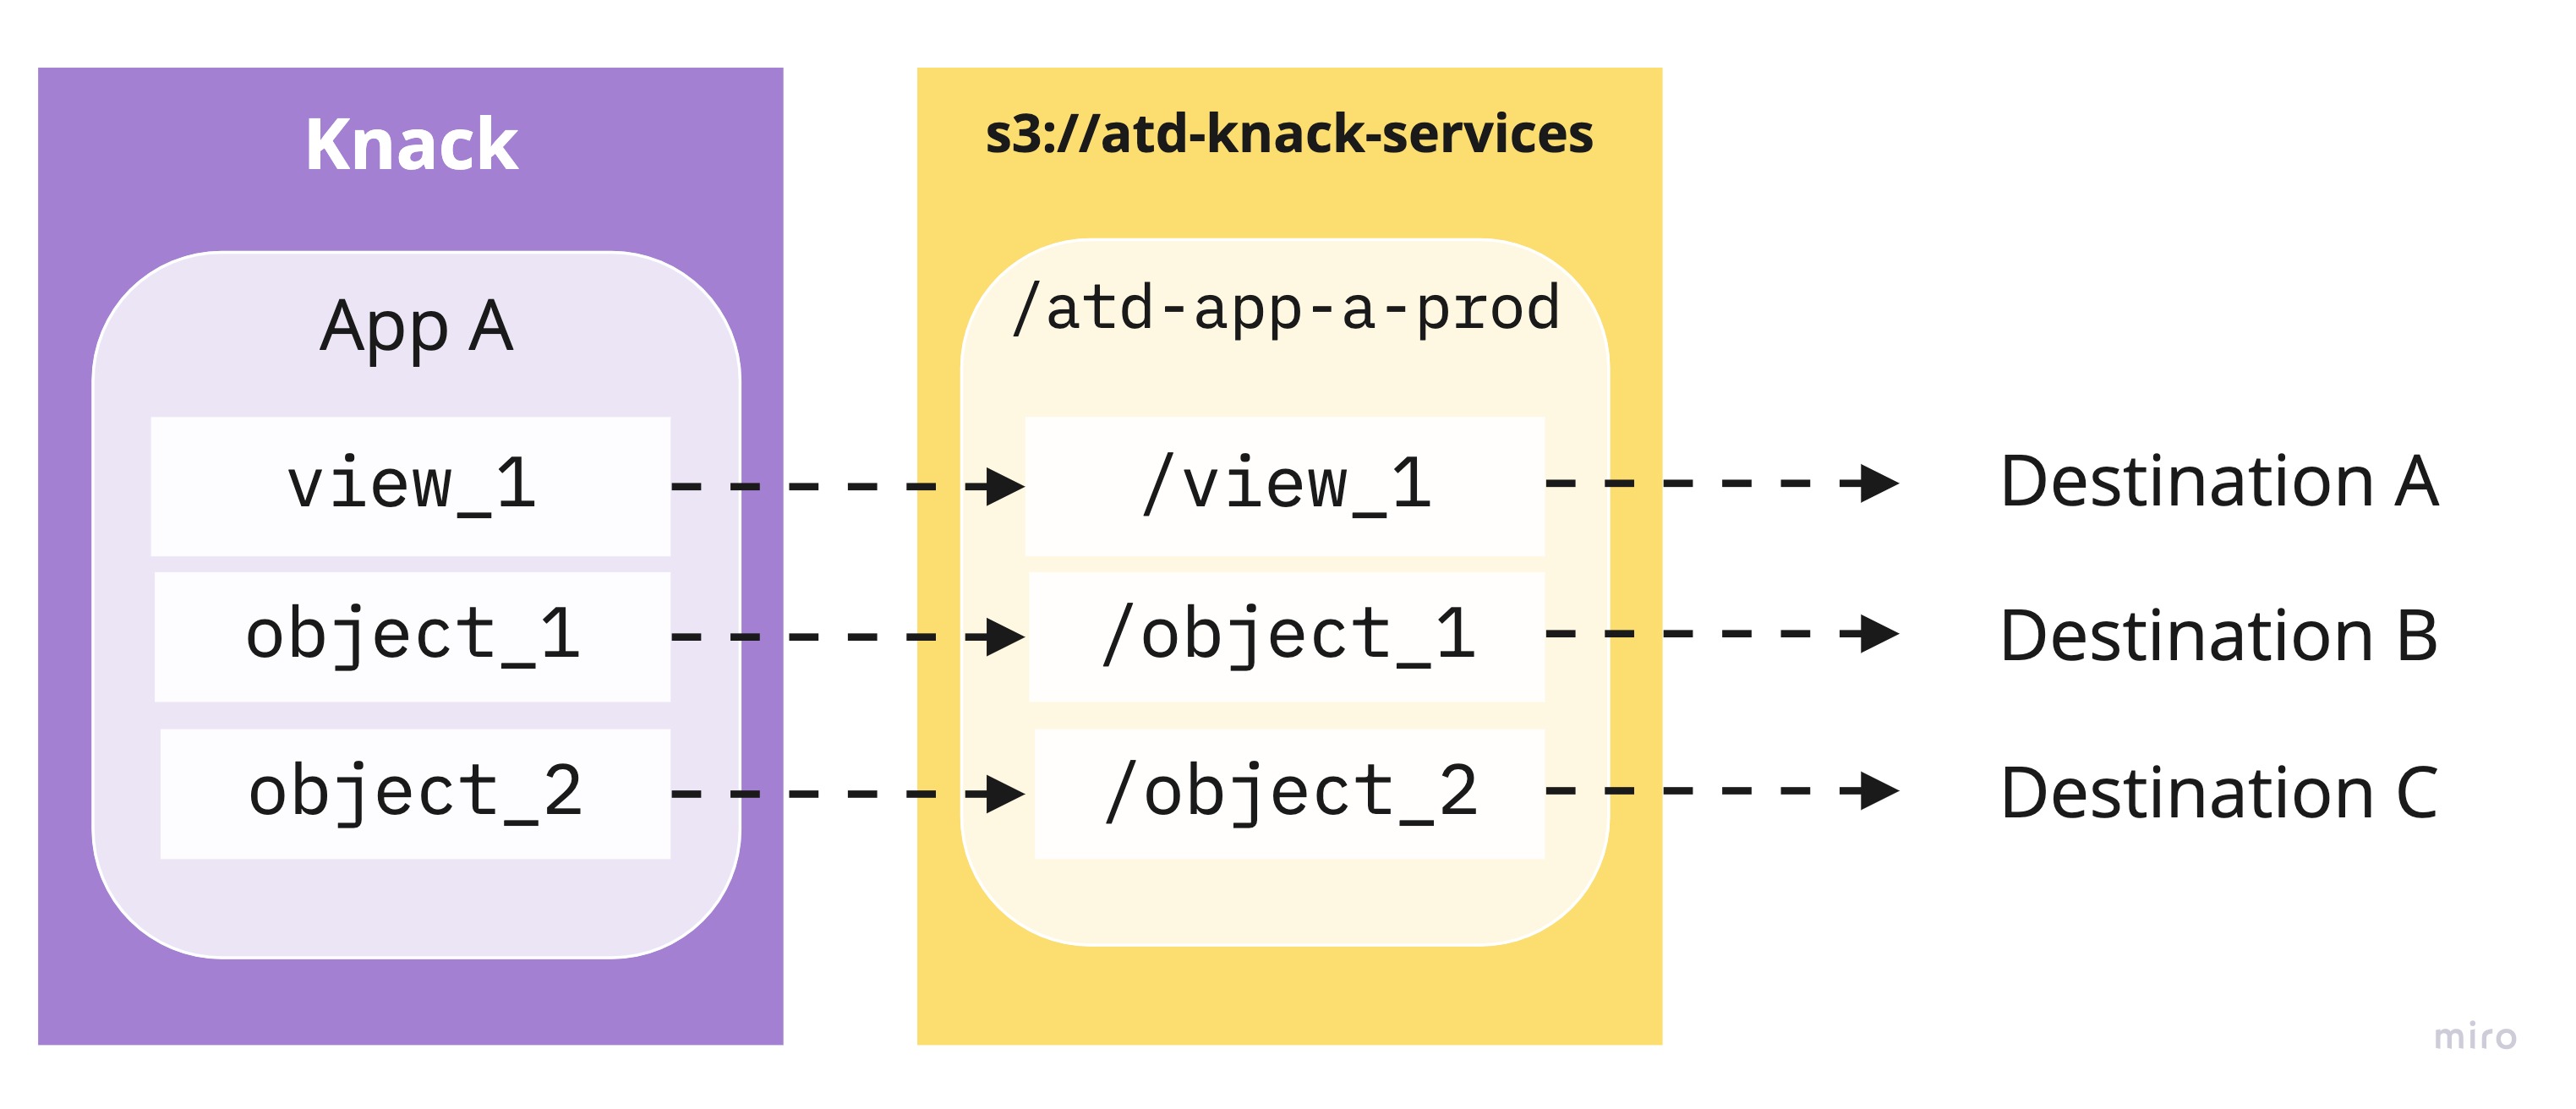 Knack
App A
view_1
object_1
object_2
s3://atd-knack-services
/atd-app-a-prod
/view_1
/object_1
/object_2
Destination A
Destination B
Destination C
miro